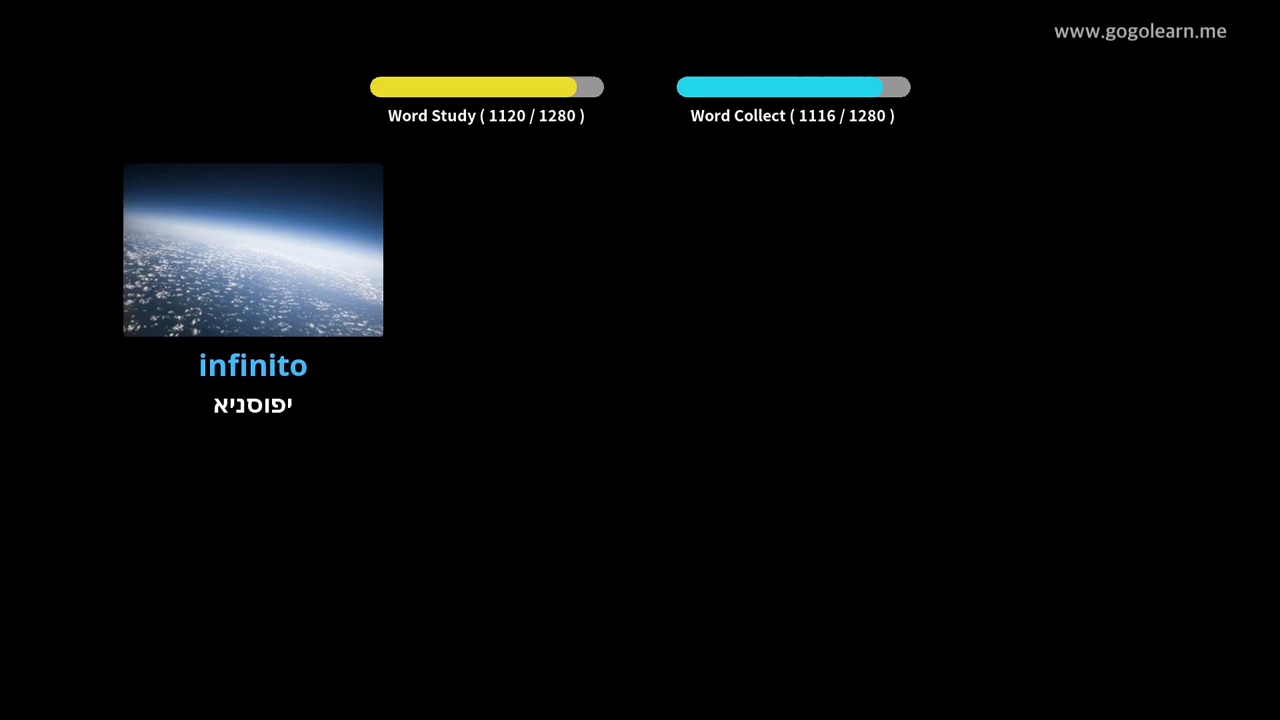 www.gogolearn.me
Word Study ( 1120 / 1280 )
Word Collect ( 1116 / 1280 )
infinito
יפוסניא